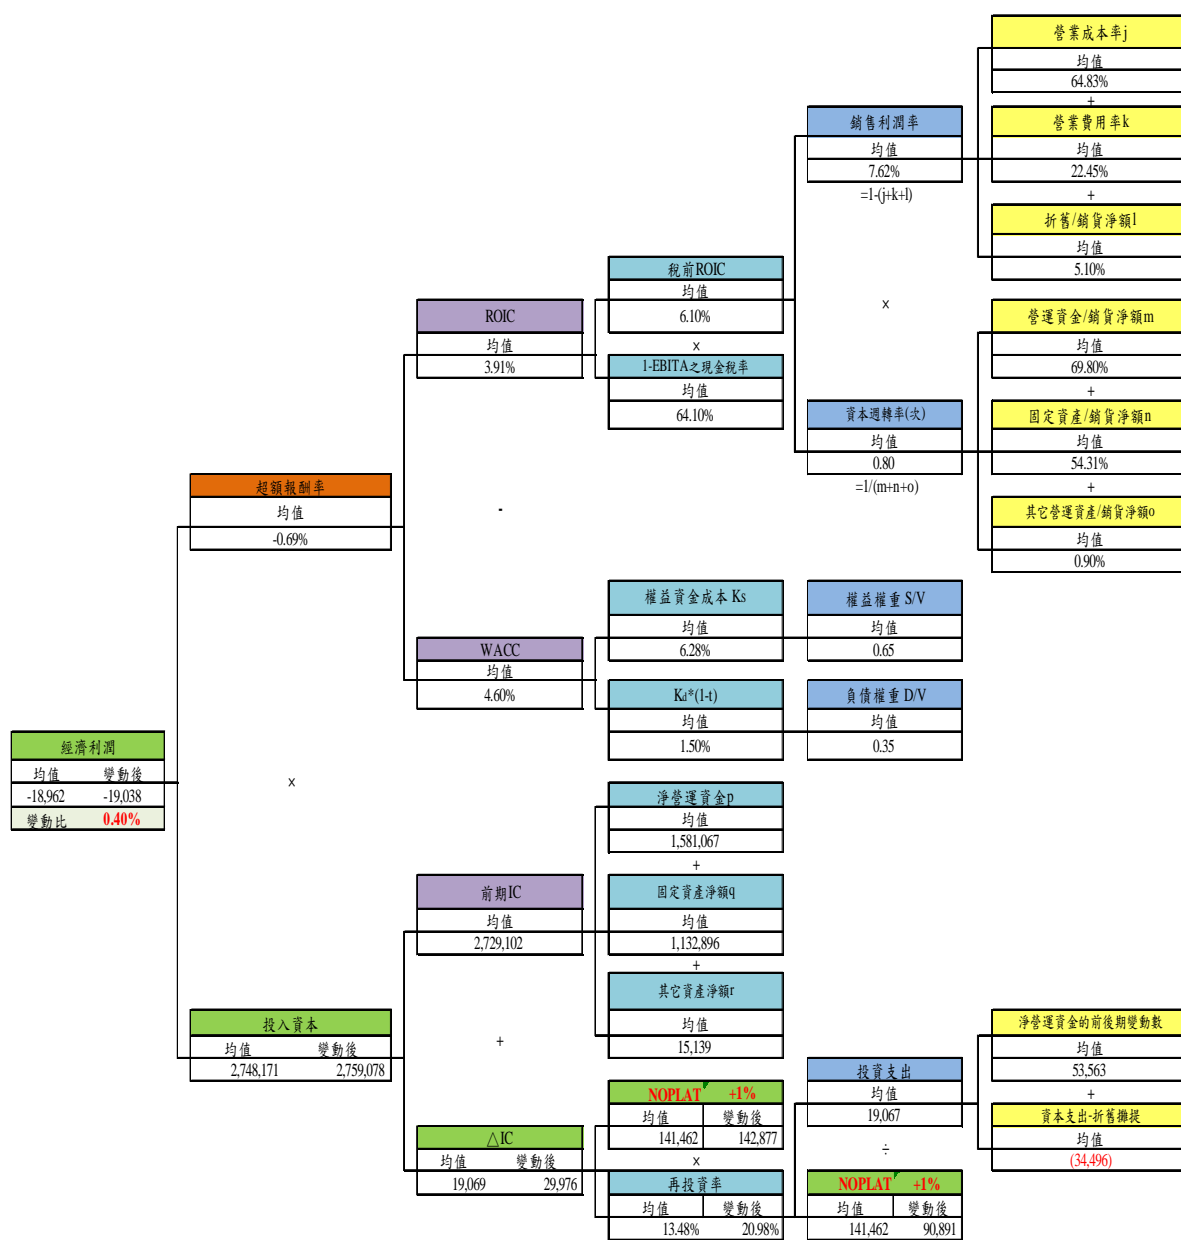 營業成本率j
均值
64.83%
+
銷售利潤率
均值
7.62%
=1-(j+k+l)
營業費用率k
均值
22.45%
+
折舊/銷貨淨額l
均值
5.10%
稅前ROIC
均值
6.10%
x
1-EBITA之現金稅率
均值
64.10%
ROIC
均值
3.91%
x
營運資金/銷貨淨額m
均值
69.80%
+
資本週轉率(次)
均值
0.80
=1/(m+n+o)
固定資產/銷貨淨額n
均值
54.31%
+
其它營運資產/銷貨淨額o
均值
0.90%
超額報酬率
均值
-0.69%
-
權益資金成本 Ks
均值
6.28%
權益權重 S/V
均值
0.65
WACC
均值
4.60%
Kd*(1-t)
均值
1.50%
負債權重 D/V
均值
0.35
經濟利潤
均值 變動後
-18,962 -19,038
變動比 0.40%
x
淨營運資金p
均值
1,581,067
+
前期IC
均值
2,729,102
固定資產淨額q
均值
1,132,896
+
其它資產淨額r
均值
15,139
投入資本
均值 變動後
2,748,171 2,759,078
+
NOPLAT +1%
均值 變動後
141,462 142,877
x
△IC
均值 變動後
19,069 29,976
再投資率
均值 變動後
13.48% 20.98%
投資支出
均值
19,067
÷
NOPLAT +1%
均值 變動後
141,462 90,891
淨營運資金的前後期變動數
均值
53,563
+
資本支出-折舊攤提
均值
(34,496)